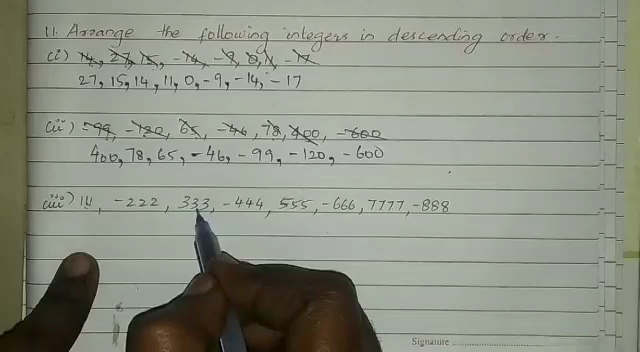 11. Arrange the following integers in descending order.
(i) 14, 27, 15, -14, -9, 0, 11, -17
27, 15, 14, 11, 0, -9, -14, -17
(ii) -99, -120, 65, -46, 78, 400, -600
400, 78, 65, -46, -99, -120, -600
(iii) 14, -222, 333, -444, 555, -666, 7777, -888
Signature